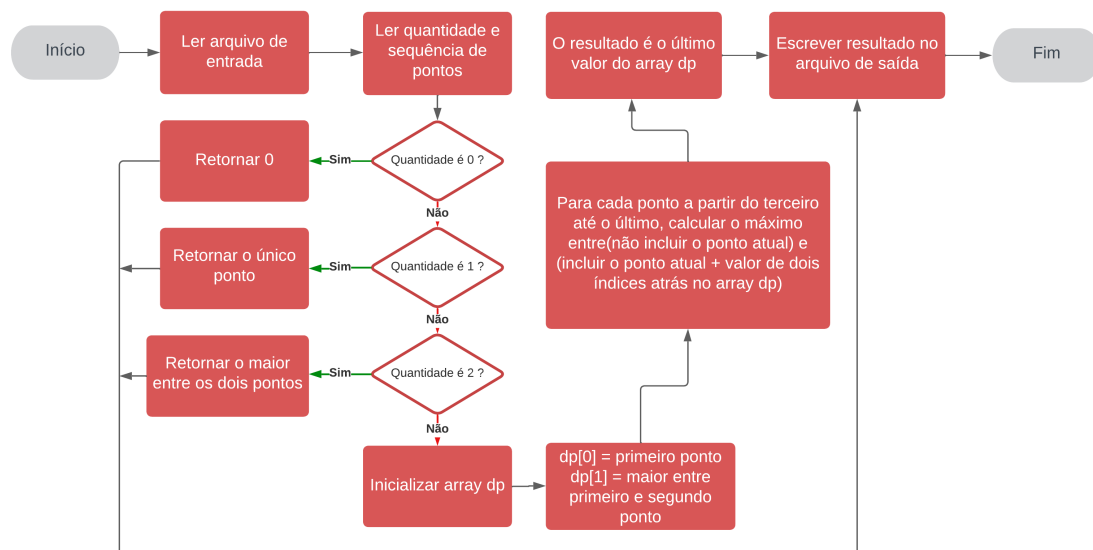 Início
Ler arquivo de
entrada
Ler quantidade e
sequência de
pontos
O resultado é o último
valor do array dp
Escrever resultado no
arquivo de saída
Fim
Retornar 0
Sim
Quantidade é 0 ?
Não
Retornar o único
ponto
Sim
Quantidade é 1 ?
Não
Retornar o maior
entre os dois pontos
Sim
Quantidade é 2 ?
Não
Inicializar array dp
dp[0] = primeiro ponto
dp[1] = maior entre
primeiro e segundo
ponto
Para cada ponto a partir do terceiro
até o último, calcular o máximo
entre(não incluir o ponto atual) e
(incluir o ponto atual + valor de dois
índices atrás no array dp)